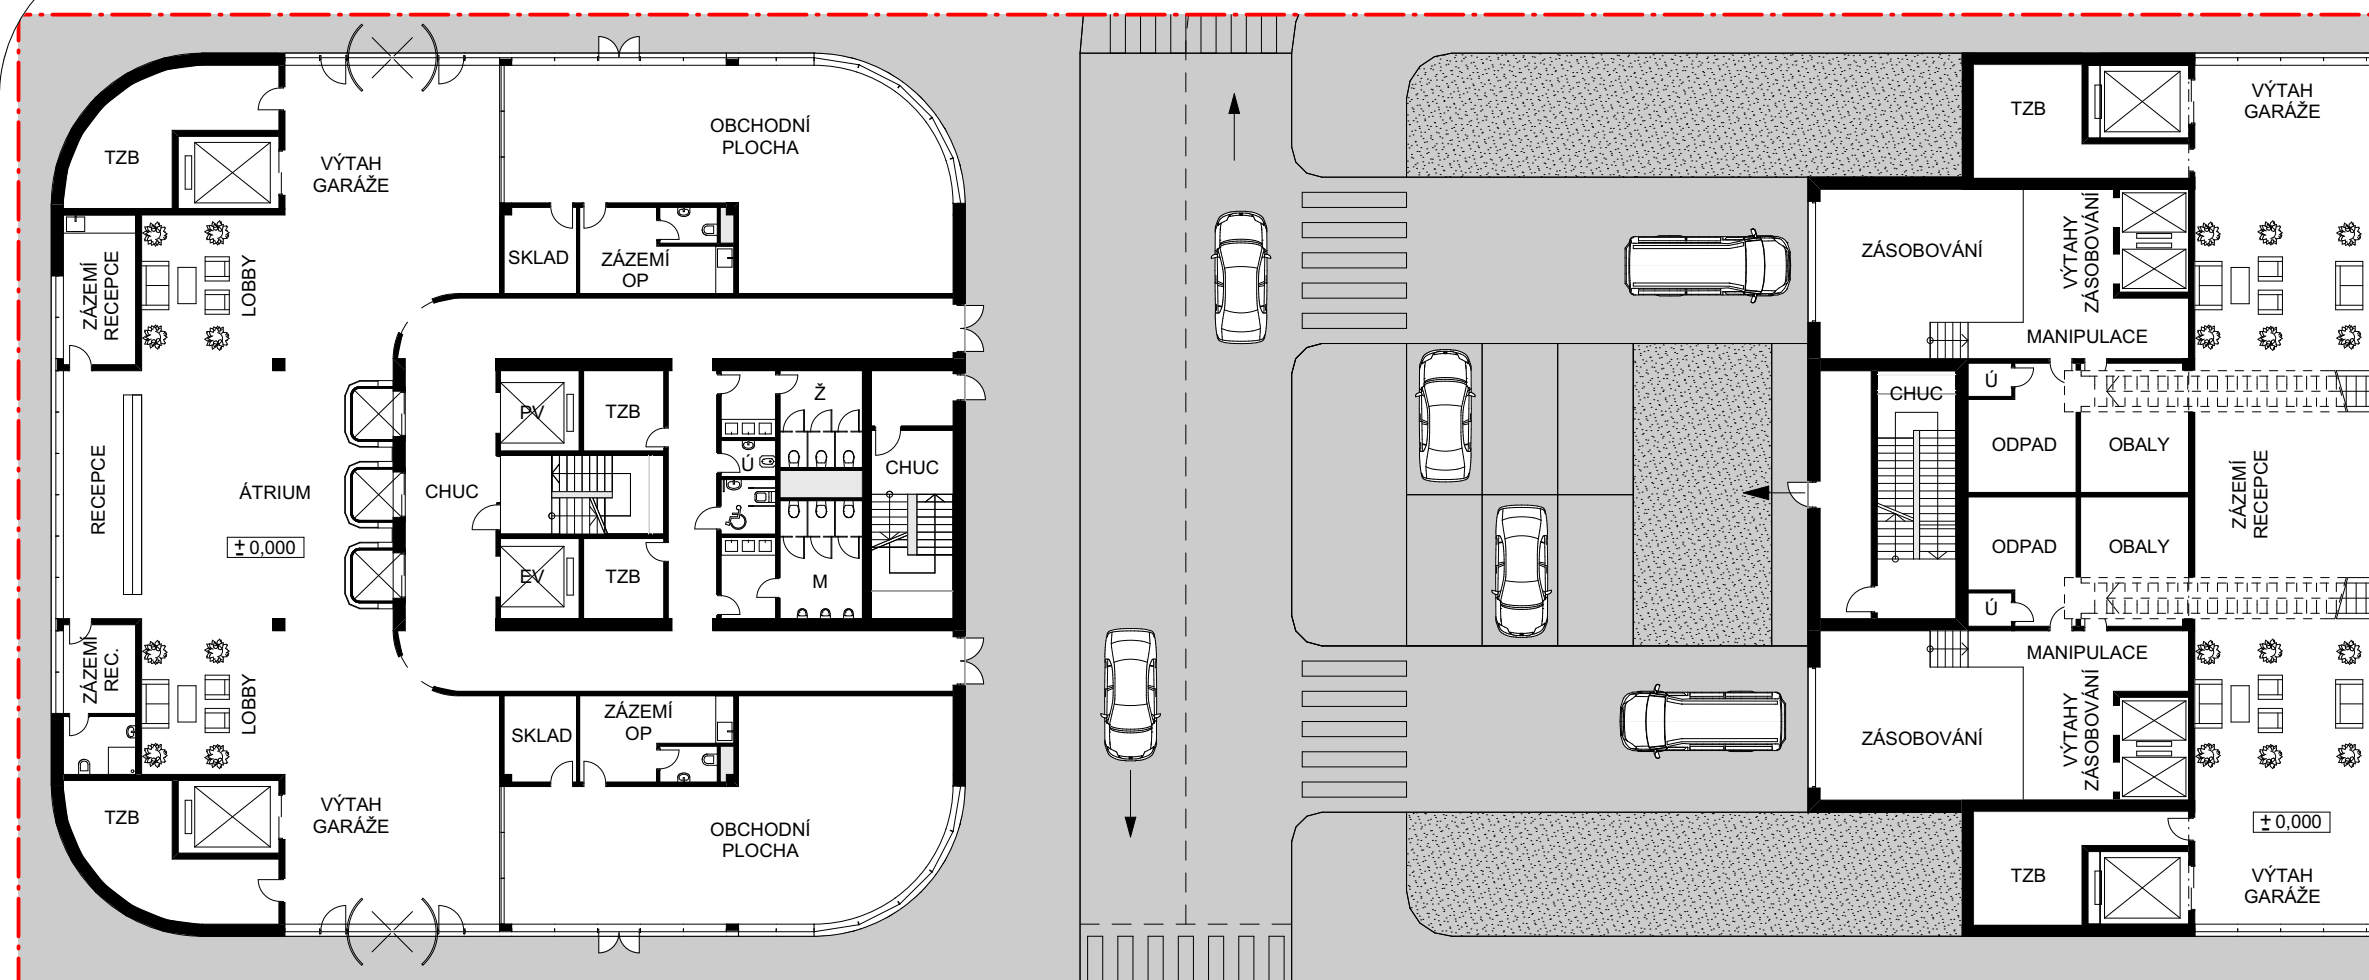 TZB
VÝTAH
GARÁŽE
OBCHODNÍ
PLOCHA
ZÁZEMÍ
RECEPCE
LOBBY
SKLAD
ZÁZEMÍ
OP
RECEPCE
ÁTRIUM
± 0,000
CHUC
PV
TZB
EV
TZB
Ž
Ú
M
CHUC
ZÁZEMÍ
REC.
LOBBY
SKLAD
ZÁZEMÍ
OP
TZB
VÝTAH
GARÁŽE
OBCHODNÍ
PLOCHA
TZB
VÝTAH
GARÁŽE
ZÁSOBOVÁNÍ
VÝTAHY
ZÁSOBOVÁNÍ
MANIPULACE
Ú
CHUC
ODPAD
OBALY
ZÁZEMÍ
RECEPCE
ODPAD
OBALY
Ú
MANIPULACE
ZÁSOBOVÁNÍ
VÝTAHY
ZÁSOBOVÁNÍ
± 0,000
TZB
VÝTAH
GARÁŽE